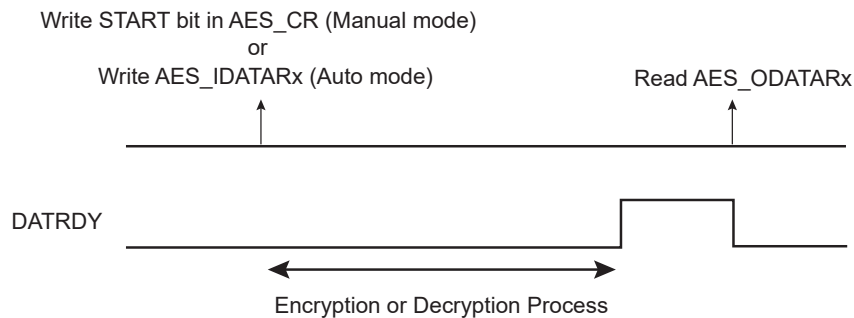 Write START bit in AES_CR (Manual mode)
or
Write AES_IDATARx (Auto mode)
Read AES_ODATARx
DATRDY
Encryption or Decryption Process